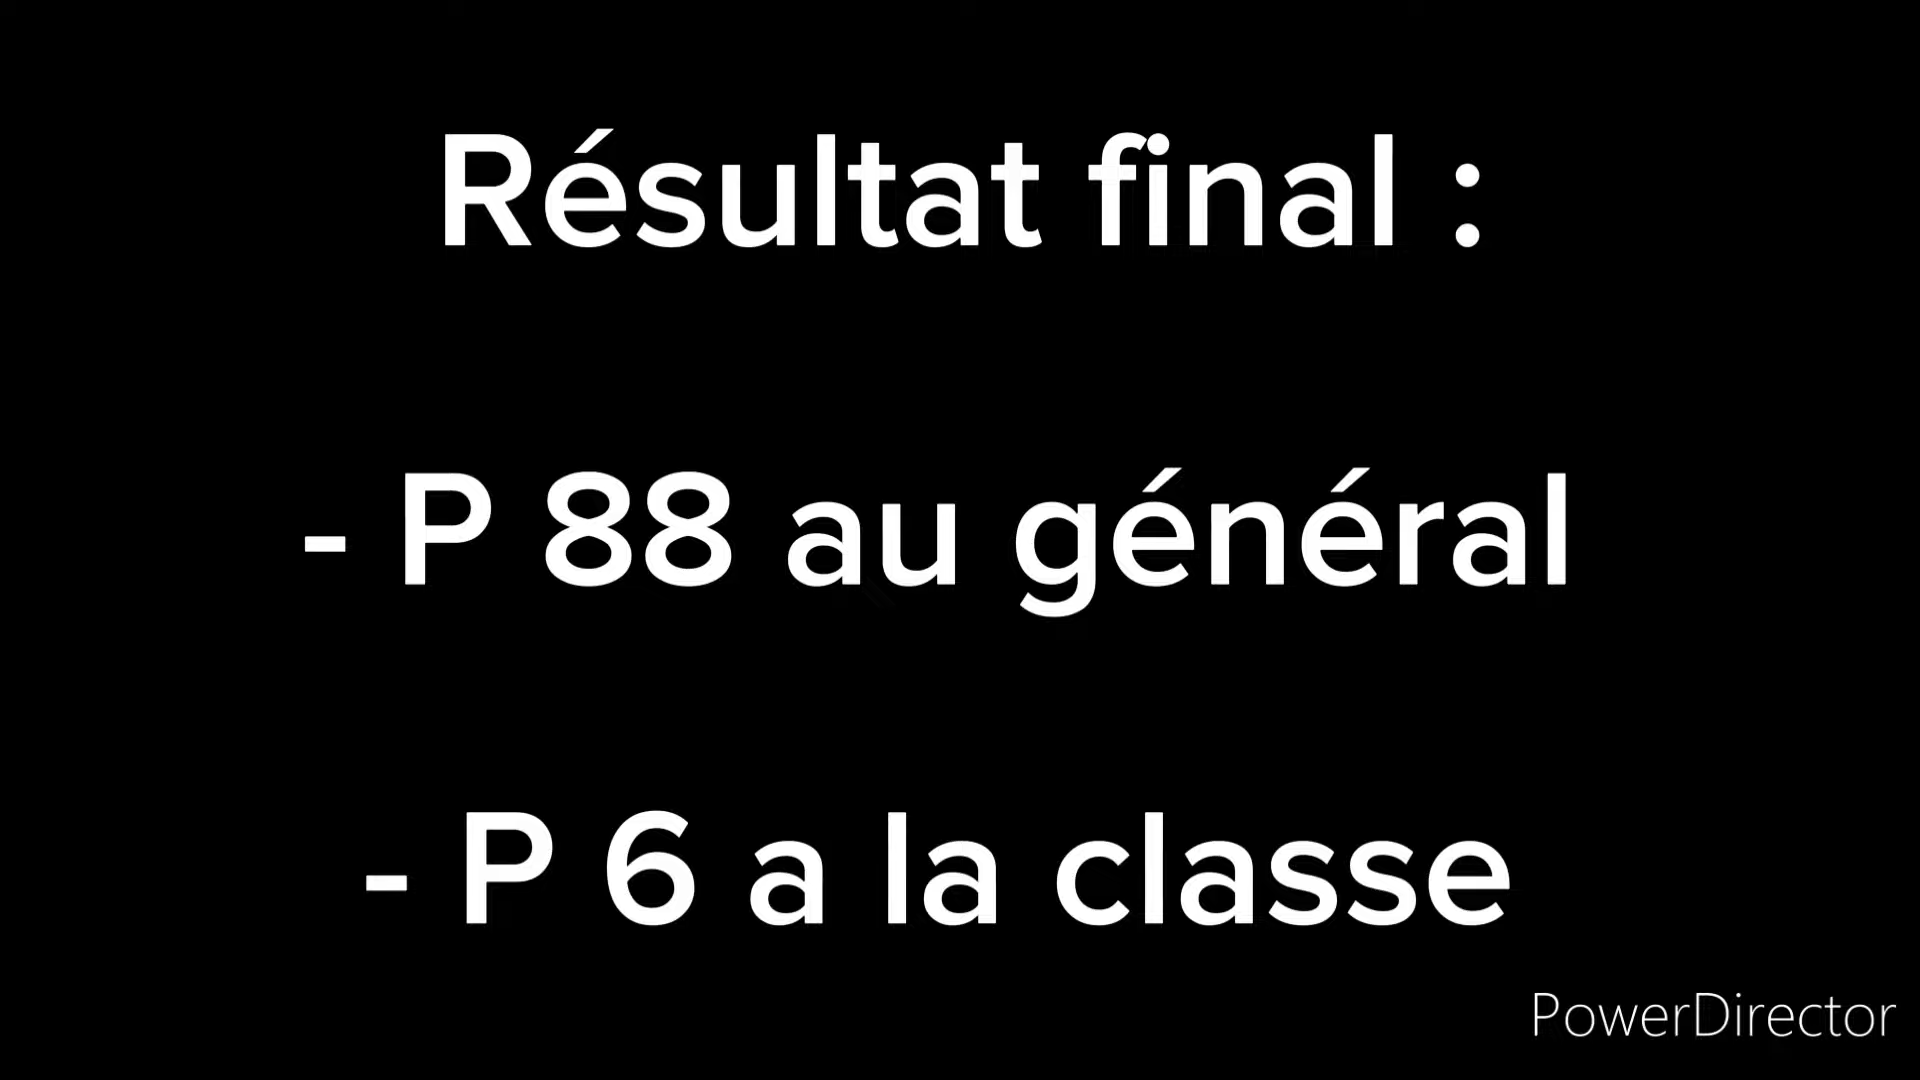 Résultat final :
- P 88 au général
- P 6 a la classe
PowerDirector